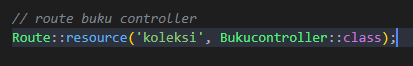 // route buku controller
Route::resource('koleksi', Bukucontroller::class);